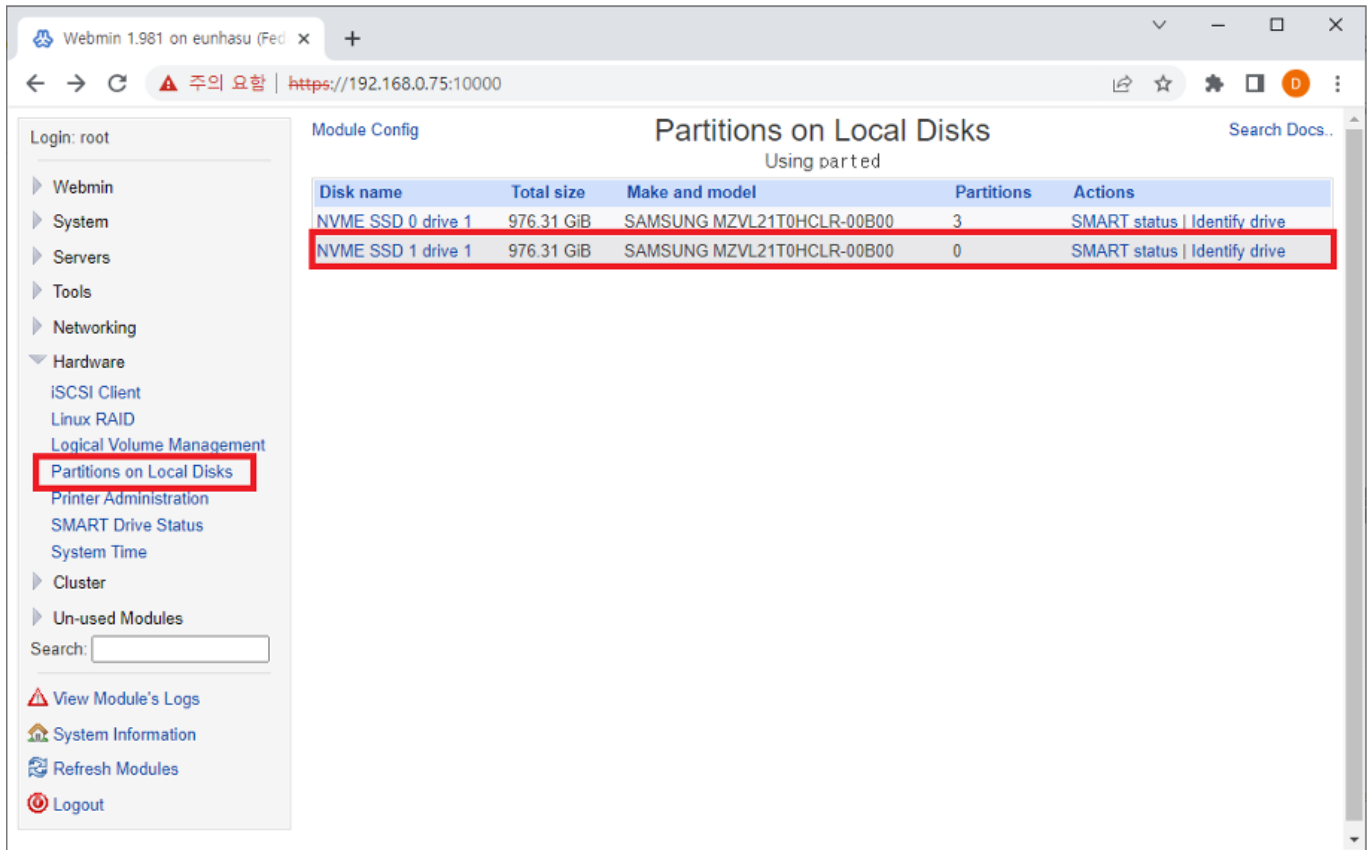 Webmin 1.981 on eunhasu (Fed
주의 요함 | https://192.168.0.75:10000
D
Login: root
Webmin
System
Servers
Tools
Networking
Hardware
iSCSI Client
Linux RAID
Logical Volume Management
Partitions on Local Disks
Printer Administration
SMART Drive Status
System Time
Cluster
Un-used Modules
Search:
View Module's Logs
System Information
Refresh Modules
Logout
Module Config
Partitions on Local Disks
Search Docs..
Using parted
Disk name Total size Make and model Partitions Actions
NVME SSD 0 drive 1 976.31 GiB SAMSUNG MZVL21T0HCLR-00B00 3 SMART status | Identify drive
NVME SSD 1 drive 1 976.31 GiB SAMSUNG MZVL21T0HCLR-00B00 0 SMART status | Identify drive